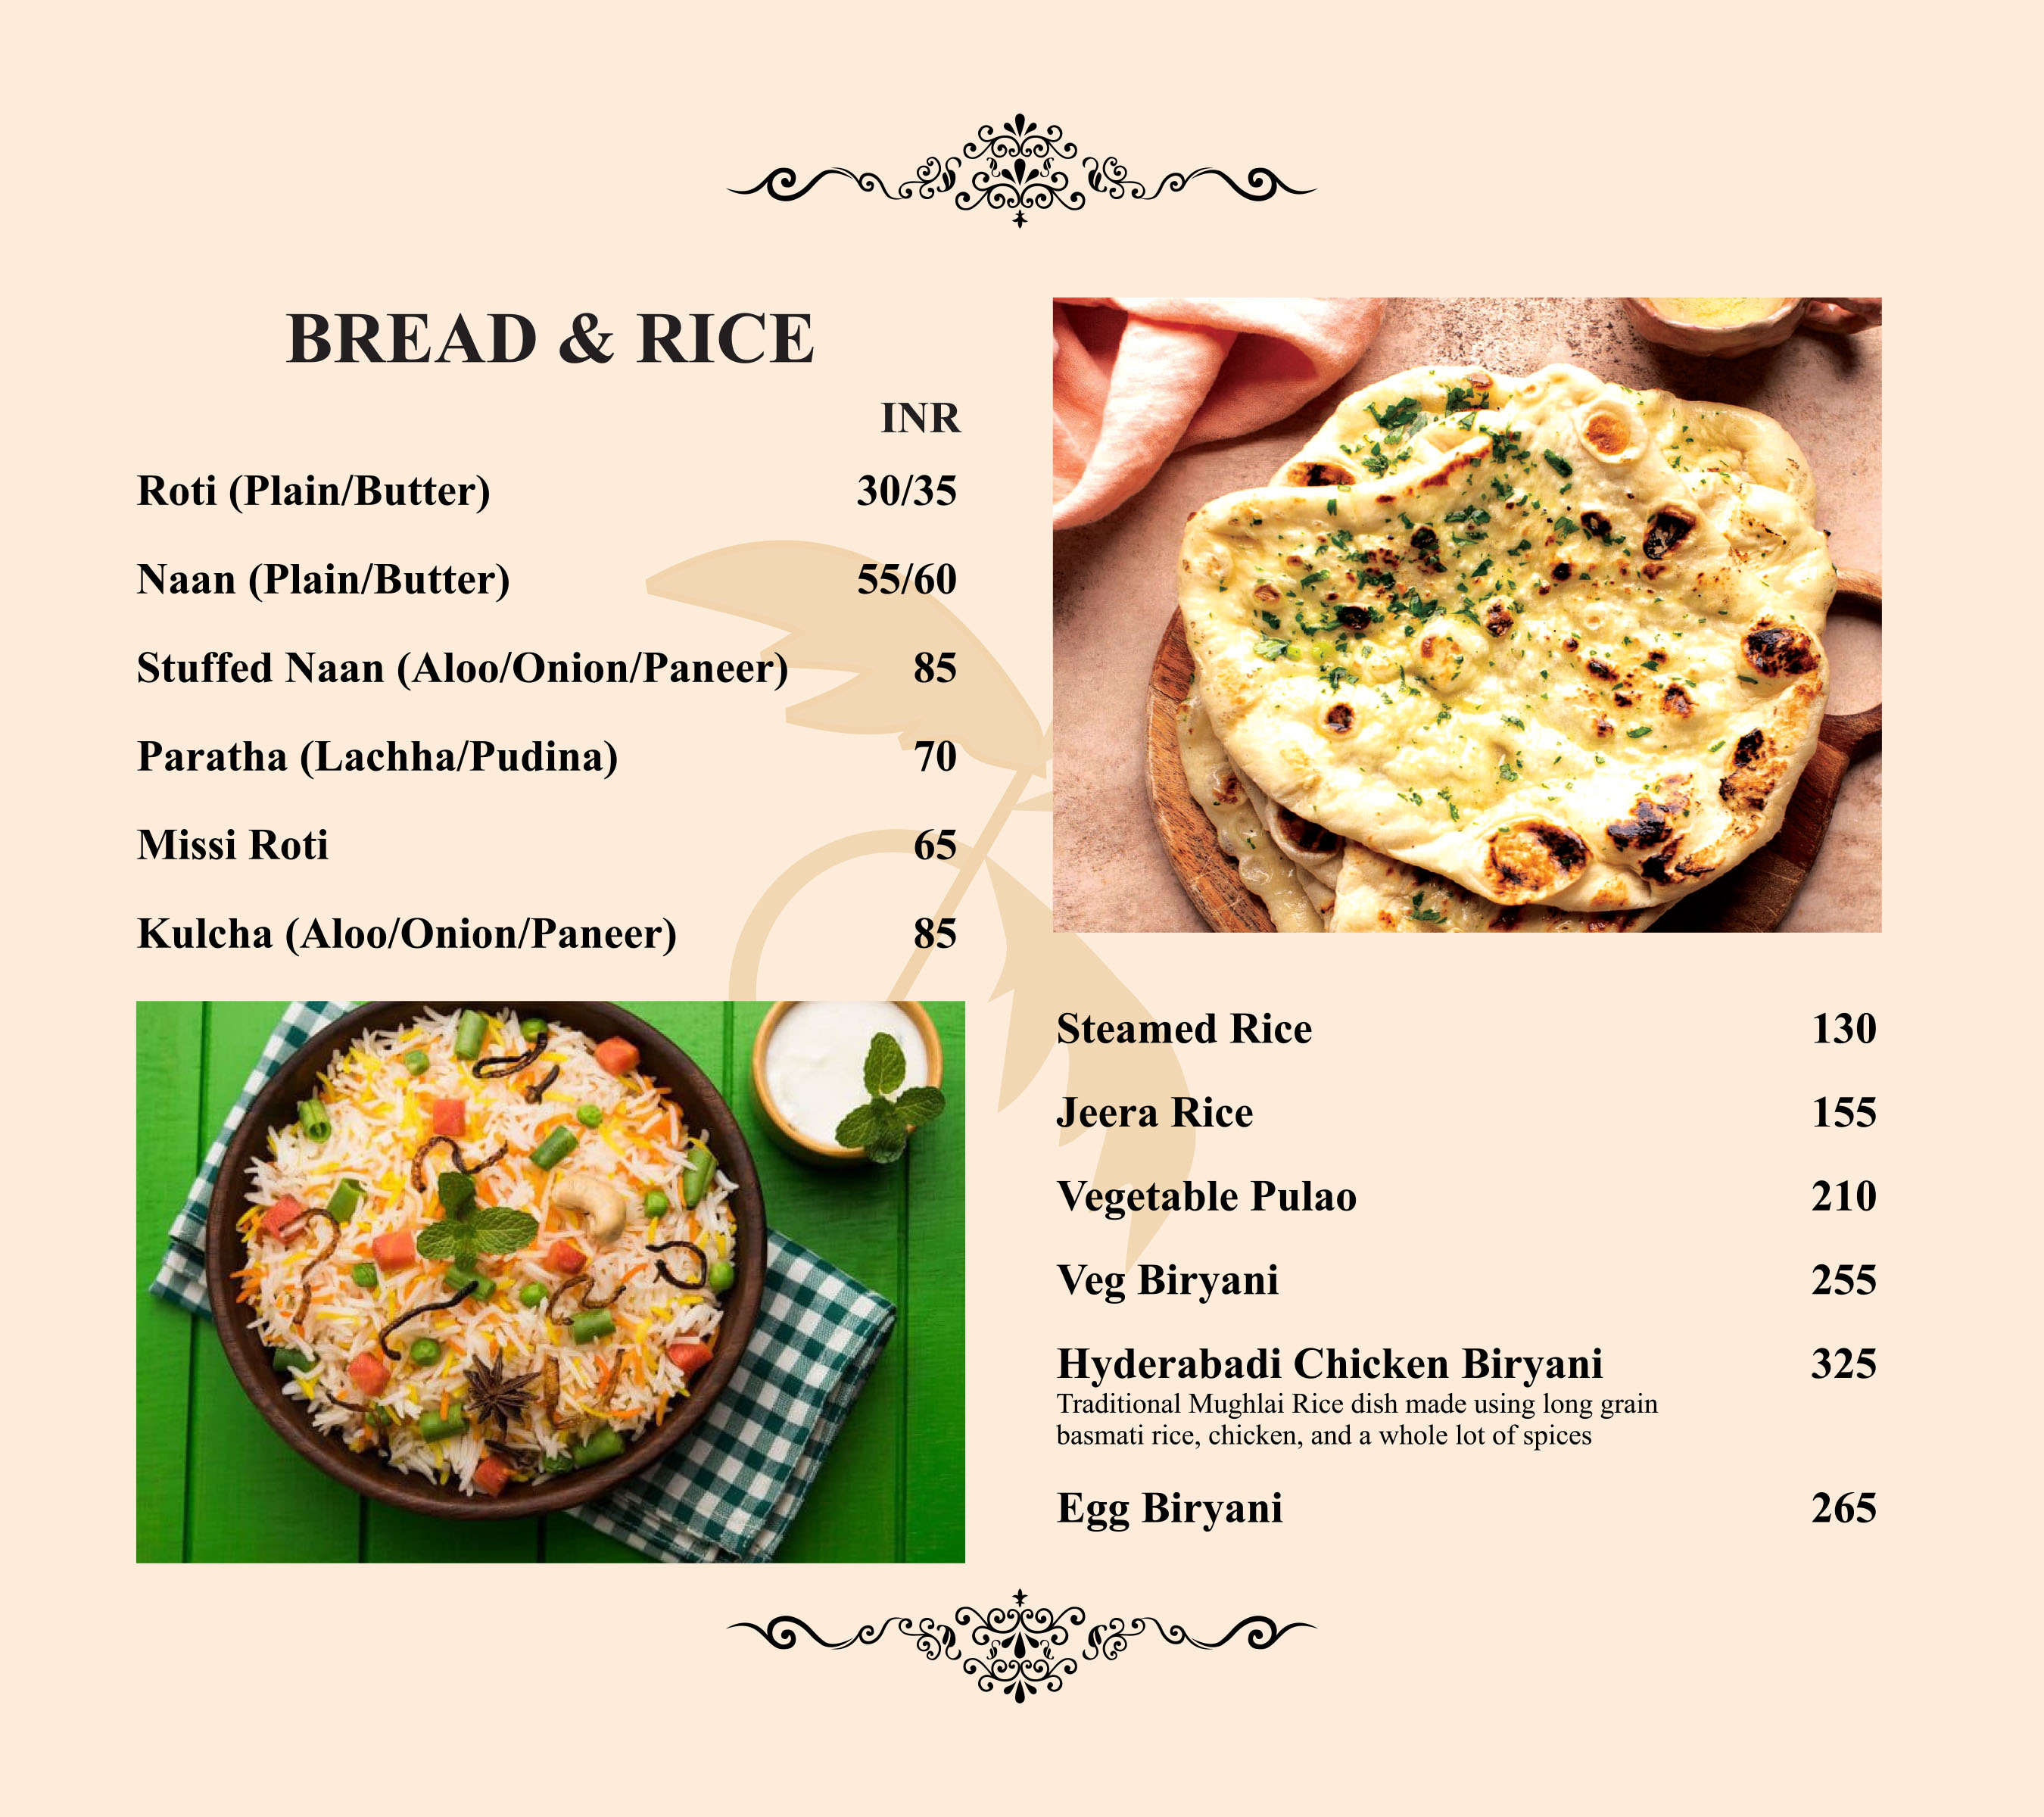 BREAD & RICE
INR
Roti (Plain/Butter) 30/35
Naan (Plain/Butter) 55/60
Stuffed Naan (Aloo/Onion/Paneer) 85
Paratha (Lachha/Pudina) 70
Missi Roti 65
Kulcha (Aloo/Onion/Paneer) 85
Steamed Rice 130
Jeera Rice 155
Vegetable Pulao 210
Veg Biryani 255
Hyderabadi Chicken Biryani 325
Traditional Mughlai Rice dish made using long grain
basmati rice, chicken, and a whole lot of spices
Egg Biryani 265